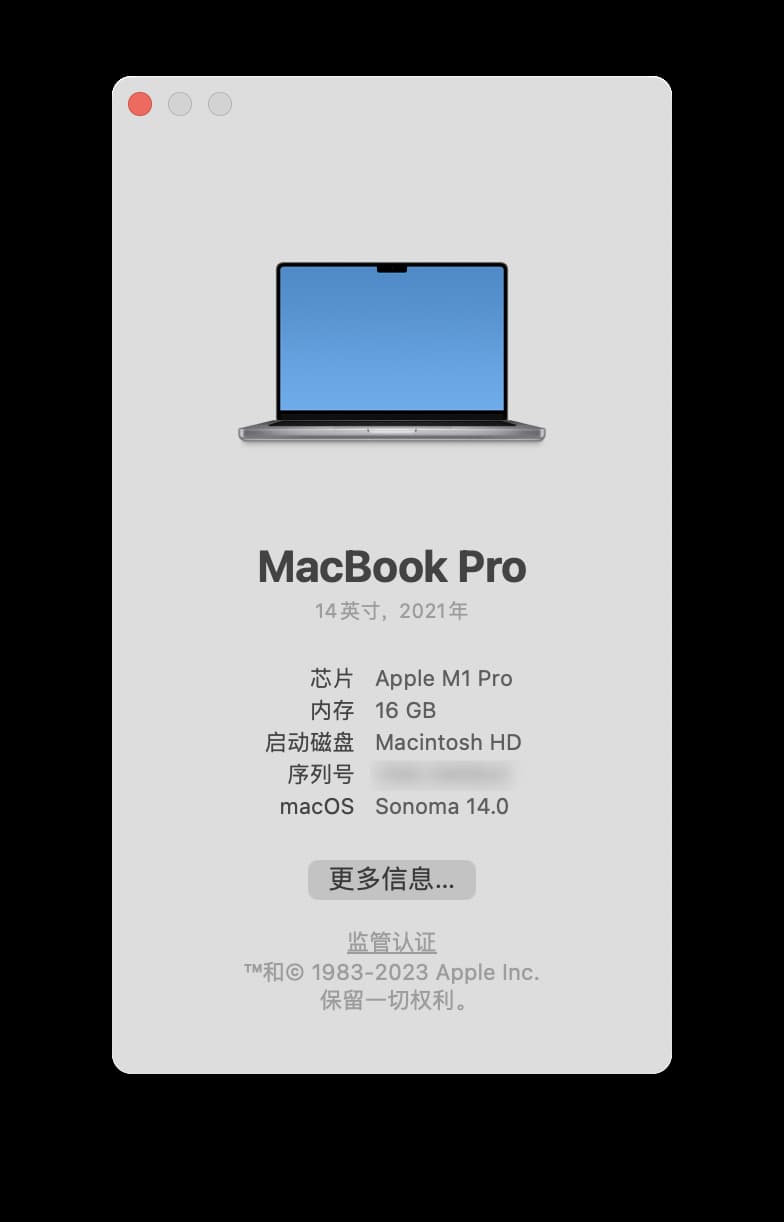 MacBook Pro
14英寸，2021年
芯片 Apple M1 Pro
内存 16 GB
启动磁盘 Macintosh HD
序列号
macOS Sonoma 14.0
更多信息...
监管认证
™和© 1983-2023 Apple Inc.
保留一切权利。